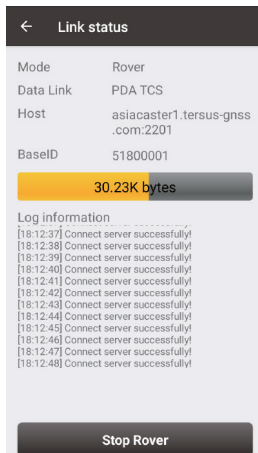 Link status
Mode Rover
Data Link PDA TCS
Host asiacaster1.tersus-gnss
.com:2201
BaseID 51800001
30.23K bytes
Log information
[18:12:37] Connect server successfully!
[18:12:38] Connect server successfully!
[18:12:39] Connect server successfully!
[18:12:40] Connect server successfully!
[18:12:41] Connect server successfully!
[18:12:42] Connect server successfully!
[18:12:43] Connect server successfully!
[18:12:44] Connect server successfully!
[18:12:45] Connect server successfully!
[18:12:46] Connect server successfully!
[18:12:47] Connect server successfully!
[18:12:48] Connect server successfully!
Stop Rover